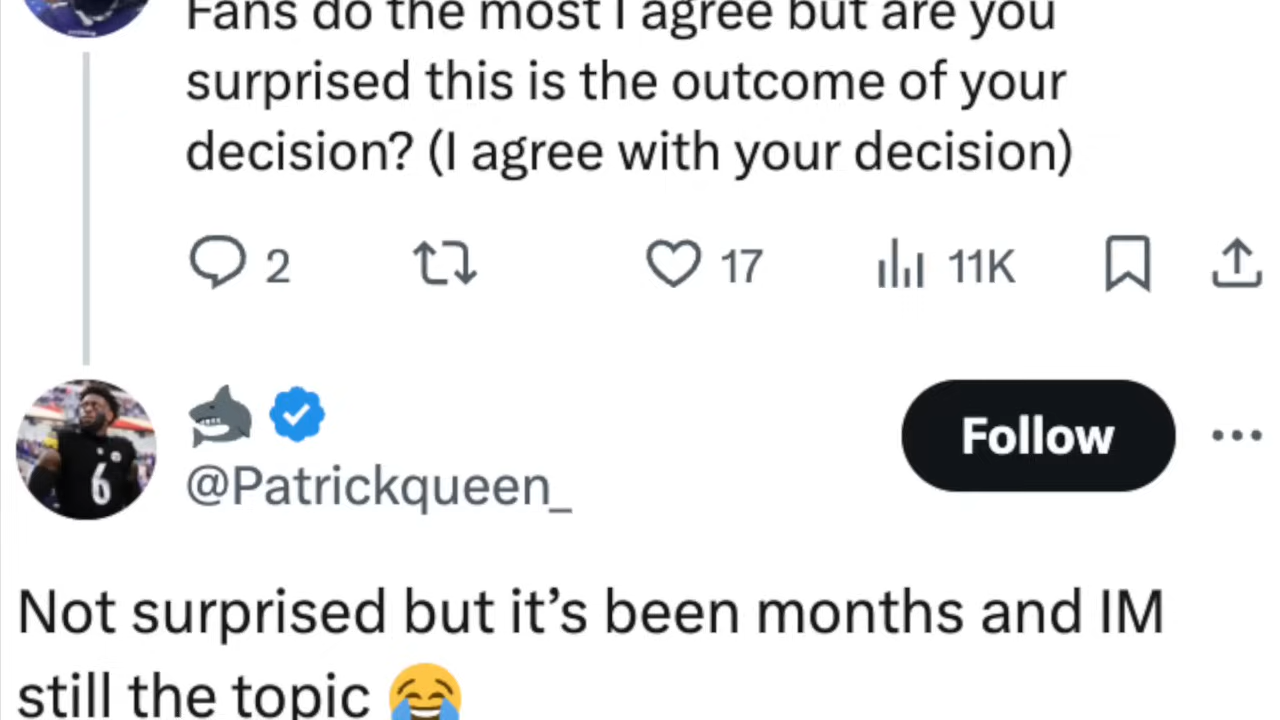 Fans do the most I agree but are you
surprised this is the outcome of your
decision? (I agree with your decision)
2 17 11K
Follow
@Patrickqueen_
Not surprised but it’s been months and IM
still the topic 😂